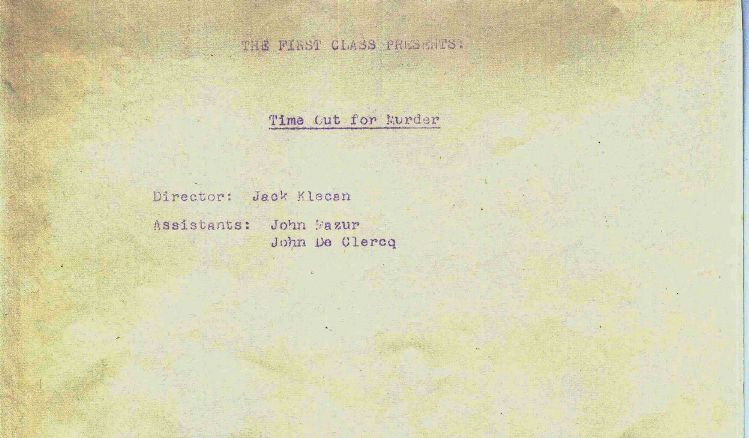 THE FIRST CLASS PRESENTS:
Time Out for Murder
Director: Jack Klecan
Assistants: John Mazur
John De Clercq